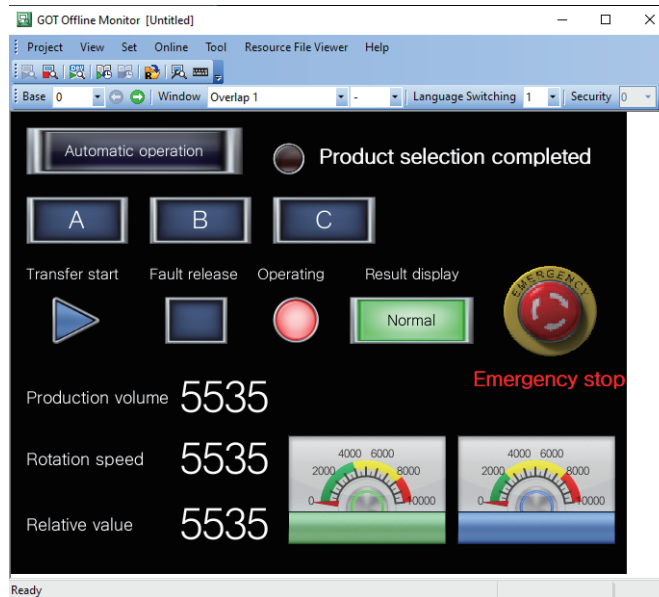 GOT Offline Monitor [Untitled]
Project View Set Online Tool Resource File Viewer Help
Base 0 Window Overlap 1 - Language Switching 1 Security 0
Automatic operation
Product selection completed
A B C
Transfer start Fault release Operating Result display
EMERGENCY
Normal
Emergency stop
Production volume 5535
4000 6000 4000 6000
Rotation speed 5535
2000 8000 2000 8000
0 10000 0 10000
Relative value 5535
Ready